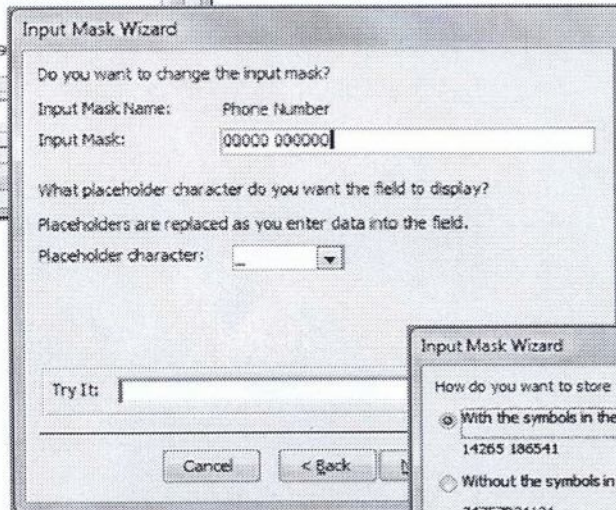 Input Mask Wizard
Do you want to change the input mask?
Input Mask Name: Phone Number
Input Mask: 00000 000000
What placeholder character do you want the field to display?
Placeholders are replaced as you enter data into the field.
Placeholder character: _
Try It:
Cancel < Back
Input Mask Wizard
How do you want to store
With the symbols in the
14265 186541
Without the symbols in